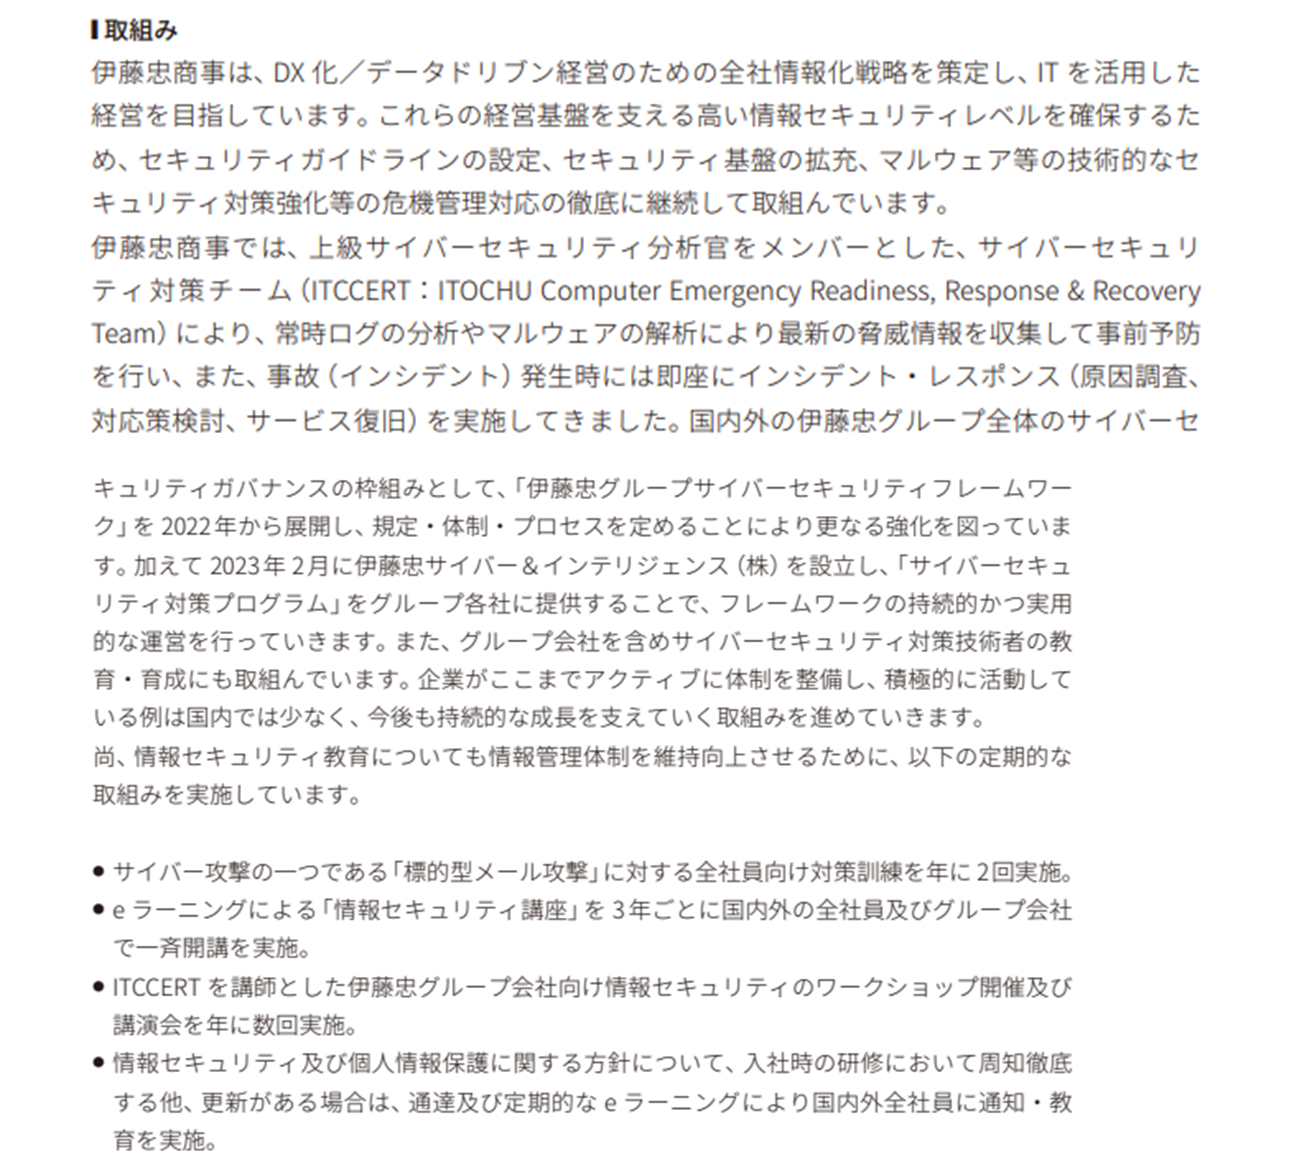 取組み
伊藤忠商事は、DX 化／データドリブン経営のための全社情報化戦略を策定し、IT を活用した
経営を目指しています。これらの経営基盤を支える高い情報セキュリティレベルを確保するた
め、セキュリティガイドラインの設定、セキュリティ基盤の拡充、マルウェア等の技術的なセ
キュリティ対策強化等の危機管理対応の徹底に継続して取組んでいます。
伊藤忠商事では、上級サイバーセキュリティ分析官をメンバーとした、サイバーセキュリ
ティ対策チーム（ITCCERT：ITOCHU Computer Emergency Readiness, Response & Recovery
Team）により、常時ログの分析やマルウェアの解析により最新の脅威情報を収集して事前予防
を行い、また、事故（インシデント）発生時には即座にインシデント・レスポンス（原因調査、
対応策検討、サービス復旧）を実施してきました。国内外の伊藤忠グループ全体のサイバーセ
キュリティガバナンスの枠組みとして、「伊藤忠グループサイバーセキュリティフレームワー
ク」を 2022年から展開し、規定・体制・プロセスを定めることにより更なる強化を図っていま
す。加えて 2023年 2月に伊藤忠サイバー＆インテリジェンス（株）を設立し、「サイバーセキュ
リティ対策プログラム」をグループ各社に提供することで、フレームワークの持続的かつ実用
的な運営を行っていきます。また、グループ会社を含めサイバーセキュリティ対策技術者の教
育・育成にも取組んでいます。企業がここまでアクティブに体制を整備し、積極的に活動して
いる例は国内では少なく、今後も持続的な成長を支えていく取組みを進めていきます。
尚、情報セキュリティ教育についても情報管理体制を維持向上させるために、以下の定期的な
取組みを実施しています。
● サイバー攻撃の一つである「標的型メール攻撃」に対する全社員向け対策訓練を年に 2回実施。
● e ラーニングによる「情報セキュリティ講座」を 3年ごとに国内外の全社員及びグループ会社
で一斉開講を実施。
● ITCCERT を講師とした伊藤忠グループ会社向け情報セキュリティのワークショップ開催及び
講演会を年に数回実施。
● 情報セキュリティ及び個人情報保護に関する方針について、入社時の研修において周知徹底
する他、更新がある場合は、通達及び定期的な e ラーニングにより国内外全社員に通知・教
育を実施。